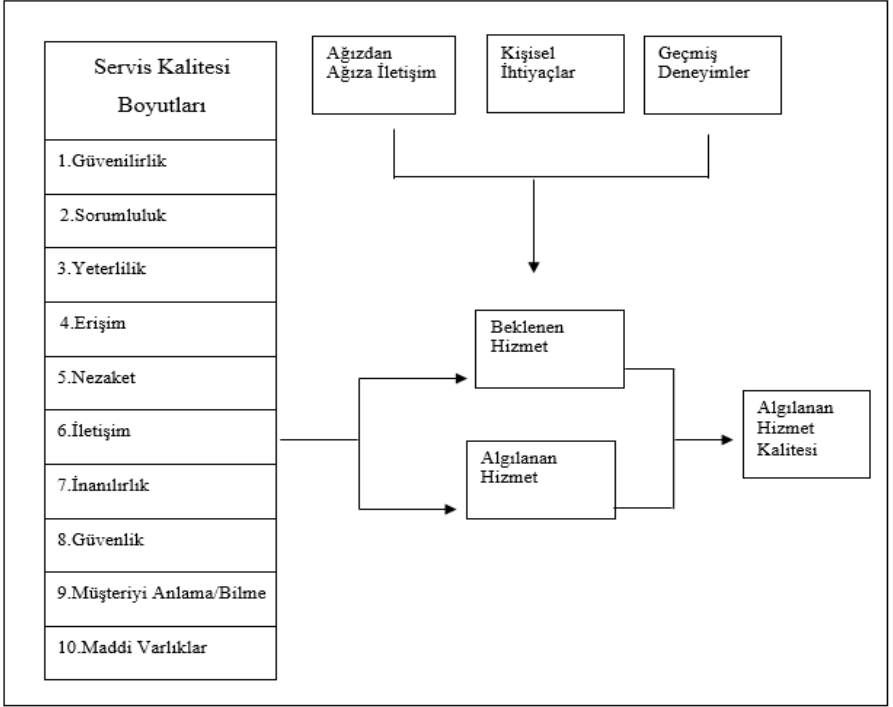 Servis Kalitesi
Boyutları
1.Güvenilirlik
2.Sorumluluk
3.Yeterlilik
4.Erişim
5.Nezaket
6.İletişim
7.İnanılırlık
8.Güvenlik
9.Müşteriyi Anlama/Bilme
10.Maddi Varlıklar
Ağızdan
Ağıza İletişim
Kişisel
İhtiyaçlar
Geçmiş
Deneyimler
Beklenen
Hizmet
Algılanan
Hizmet
Algılanan
Hizmet
Kalitesi